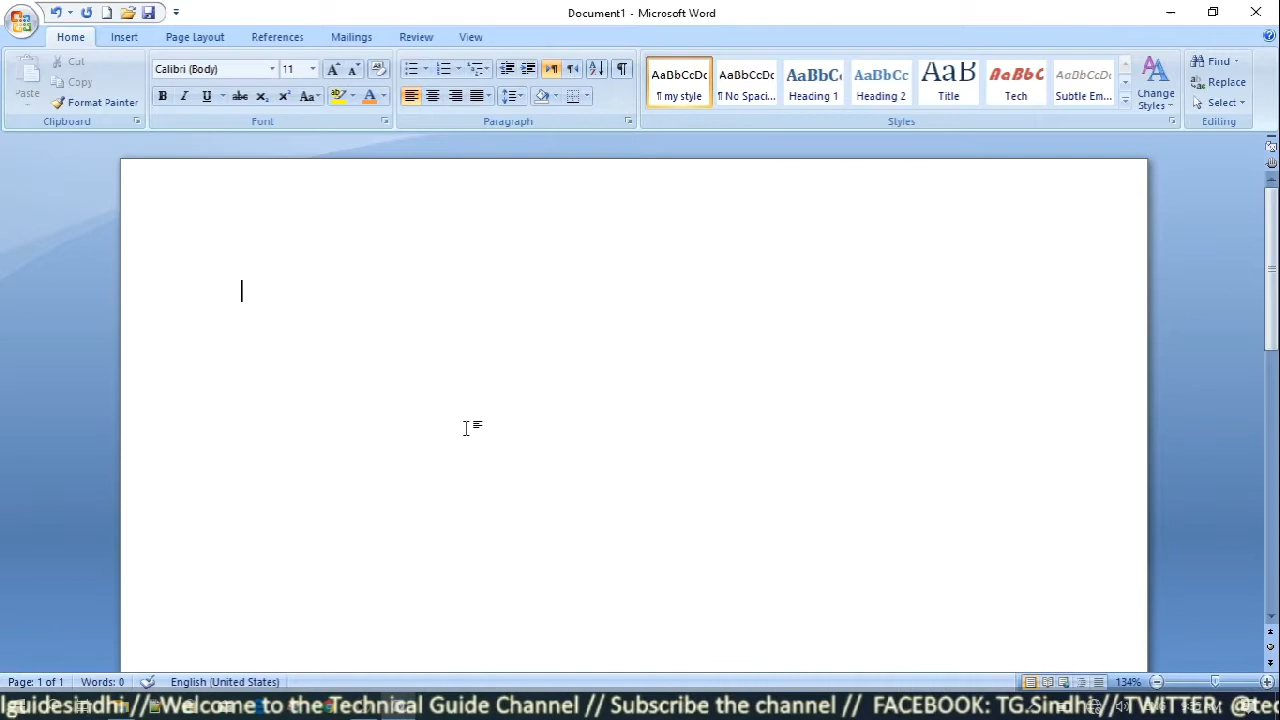 Document1 - Microsoft Word
Home Insert Page Layout References Mailings Review View
Paste
Cut
Copy
Format Painter
Clipboard
Calibri (Body) 11
Font
Paragraph
AaBbCcDc AaBbCcDc AaBbC AaBbCc AaB AaBbC AaBbCcDc
¶ my style ¶ No Spaci... Heading 1 Heading 2 Title Tech Subtle Em...
Change Styles
Styles
Find
Replace
Select
Editing
Page: 1 of 1 Words: 0 English (United States) 134%
lguidesindhi // Welcome to the Technical Guide Channel // Subscribe the channel // FACEBOOK: TG.Sindhi// TWITTER: @tec